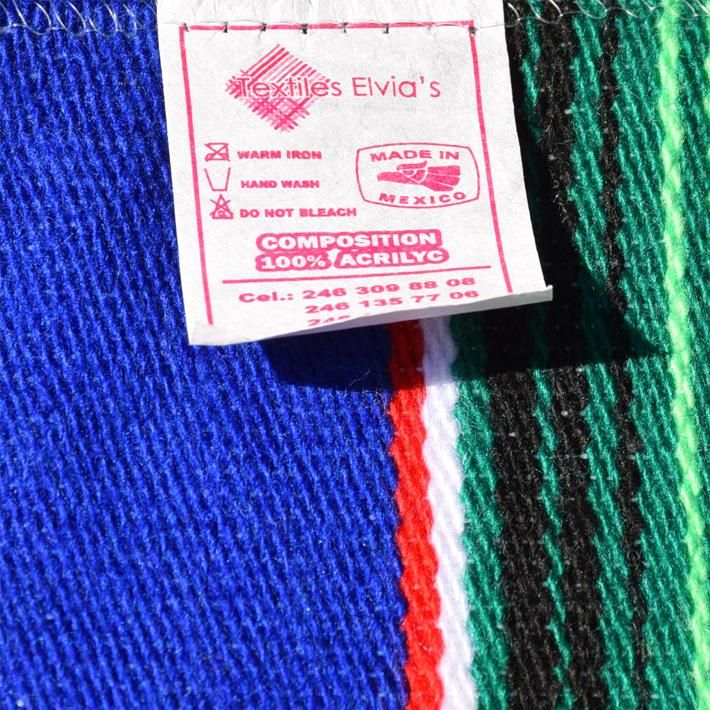 Textiles Elvia's
WARM IRON
HAND WASH
DO NOT BLEACH
MADE IN
MEXICO
COMPOSITION
100% ACRILYC
Cel.: 246 309 88 08
246 135 77 06